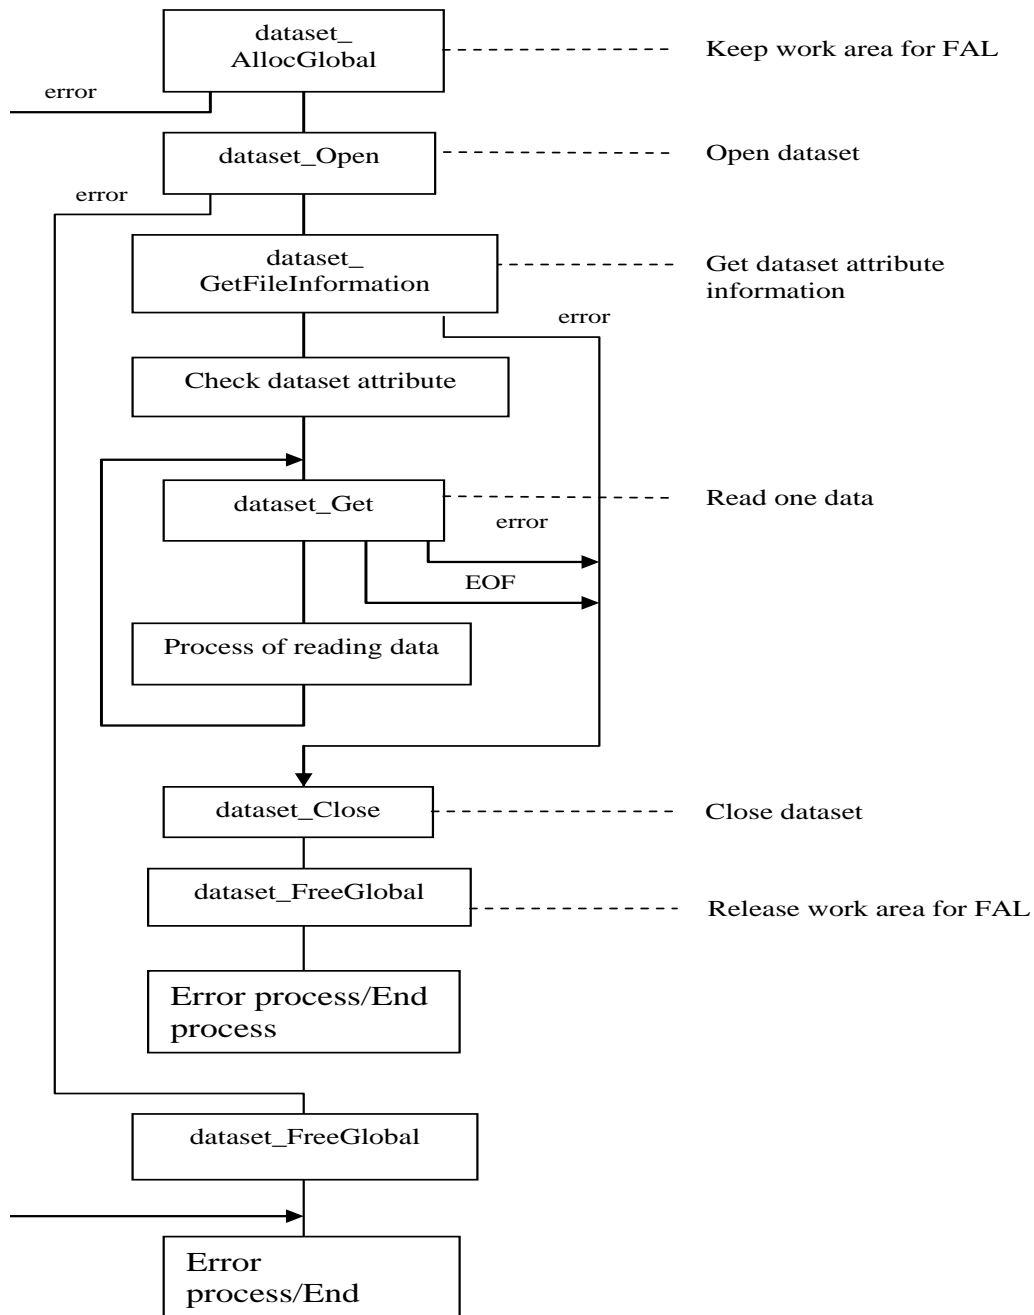 dataset_
AllocGlobal
Keep work area for FAL
error
dataset_Open
Open dataset
error
dataset_
GetFileInformation
Get dataset attribute
information
error
Check dataset attribute
dataset_Get
Read one data
error
EOF
Process of reading data
dataset_Close
Close dataset
dataset_FreeGlobal
Release work area for FAL
Error process/End
process
dataset_FreeGlobal
Error
process/End